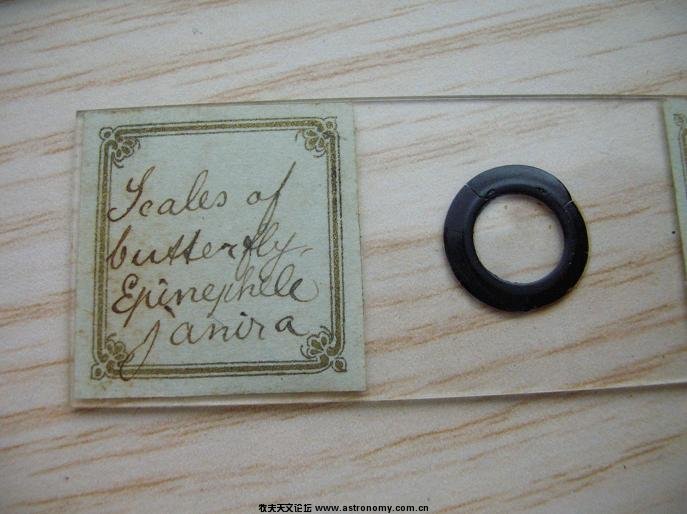 Scales of
butterfly.
Epinephele
janira
牧夫天文论坛 www.astronomy.com.cn